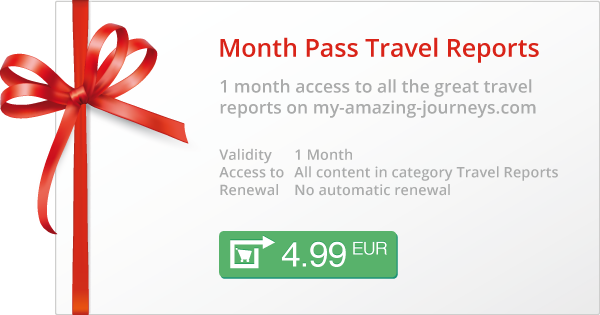 Month Pass Travel Reports
1 month access to all the great travel
reports on my-amazing-journeys.com
Validity 1 Month
Access to All content in category Travel Reports
Renewal No automatic renewal
4.99 EUR